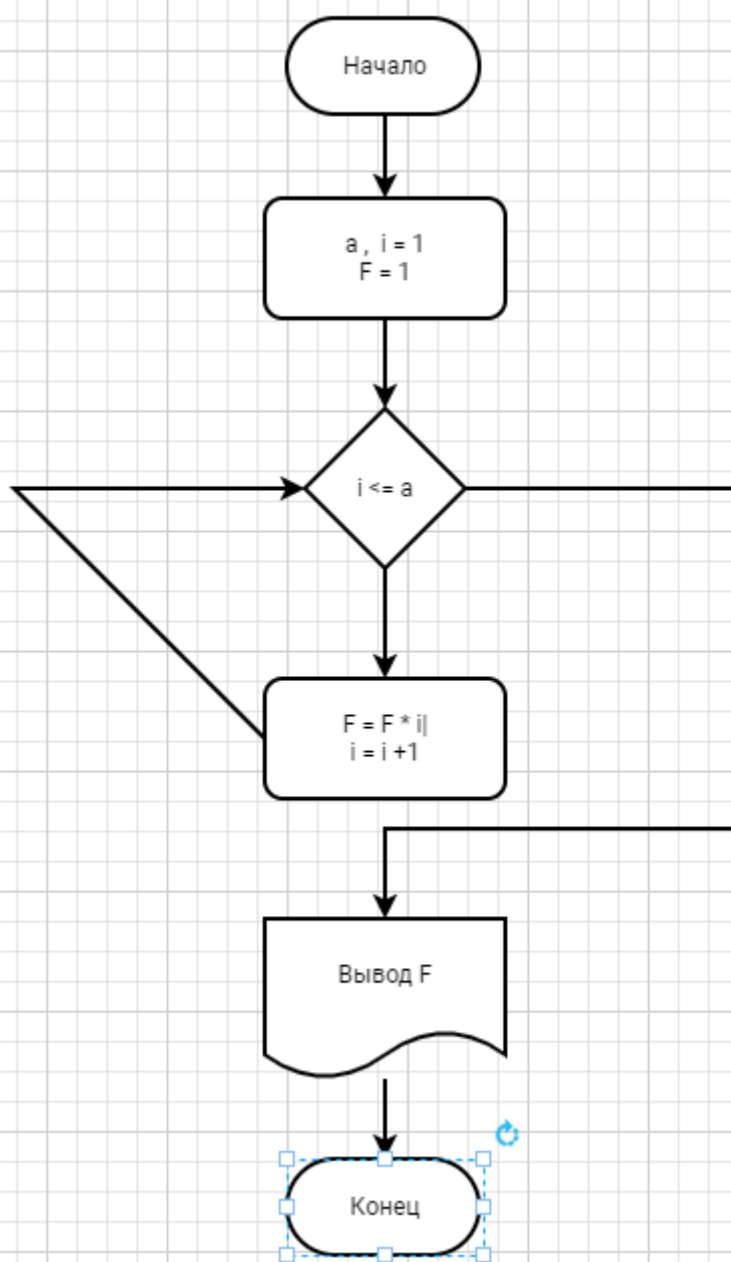 Начало
a , i = 1
F = 1
i <= a
F = F * i|
i = i +1
Вывод F
Конец